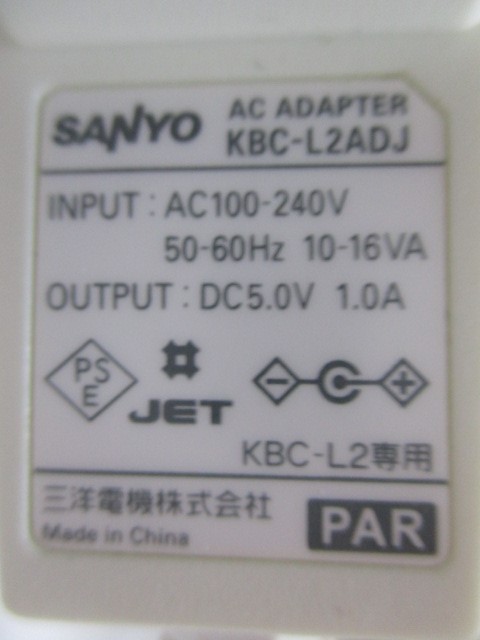 SANYO AC ADAPTER
KBC-L2ADJ
INPUT : AC100-240V
50-60Hz 10-16VA
OUTPUT : DC5.0V 1.0A
PS
E
JET
KBC-L2専用
三洋電機株式会社
Made in China
PAR